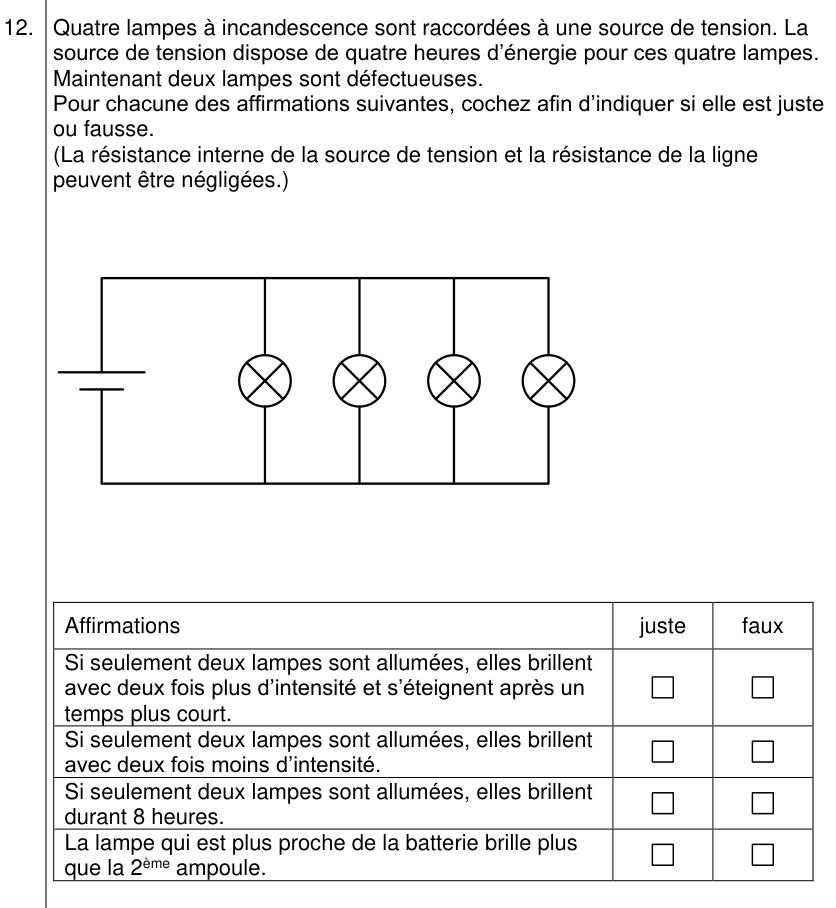 12. Quatre lampes à incandescence sont raccordées à une source de tension. La
source de tension dispose de quatre heures d'énergie pour ces quatre lampes.
Maintenant deux lampes sont défectueuses.
Pour chacune des affirmations suivantes, cochez afin d'indiquer si elle est juste
ou fausse.
(La résistance interne de la source de tension et la résistance de la ligne
peuvent être négligées.)
Affirmations juste faux
Si seulement deux lampes sont allumées, elles brillent
avec deux fois plus d'intensité et s'éteignent après un
temps plus court.
Si seulement deux lampes sont allumées, elles brillent
avec deux fois moins d'intensité.
Si seulement deux lampes sont allumées, elles brillent
durant 8 heures.
La lampe qui est plus proche de la batterie brille plus
que la 2ème ampoule.